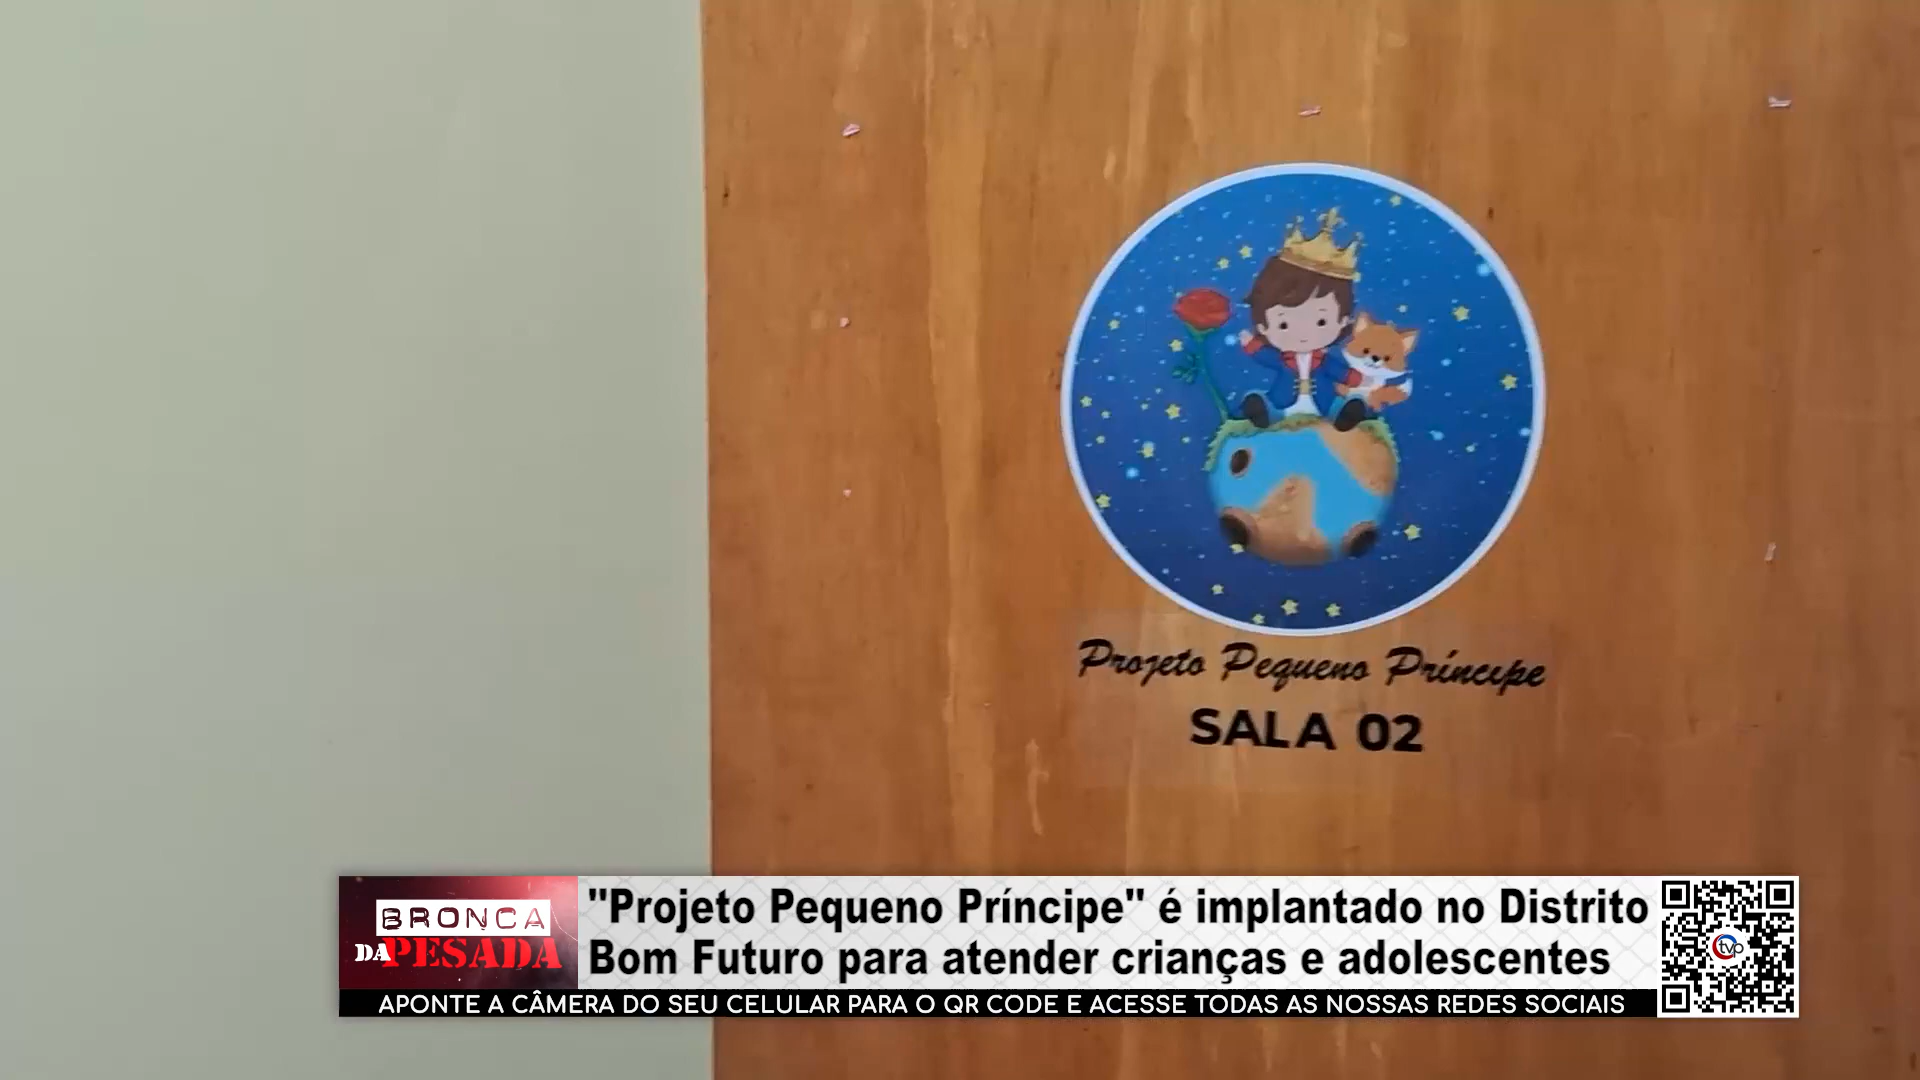 Projeto Pequeno Príncipe
SALA 02
BRONCA
DA PESADA
"Projeto Pequeno Príncipe" é implantado no Distrito
Bom Futuro para atender crianças e adolescentes
tvp
APONTE A CÂMERA DO SEU CELULAR PARA O QR CODE E ACESSE TODAS AS NOSSAS REDES SOCIAIS